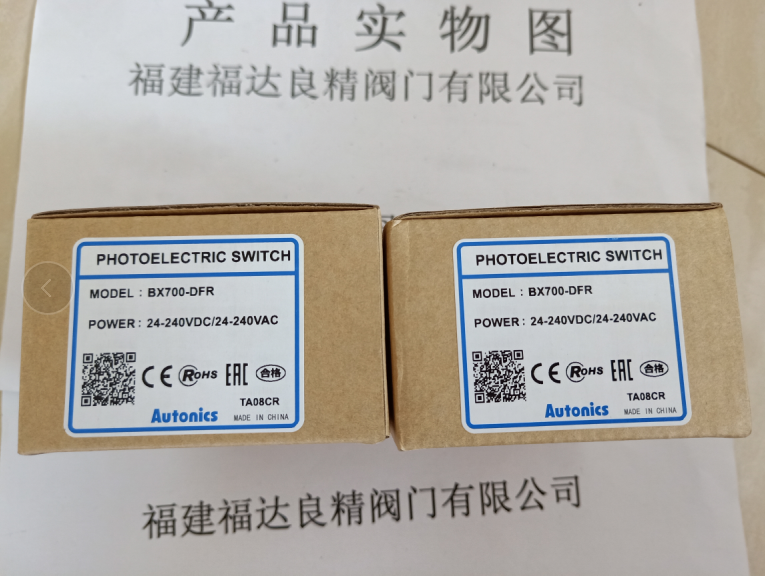 产品实物图
福建福达良精阀门有限公司
PHOTOELECTRIC SWITCH
MODEL : BX700-DFR
POWER : 24-240VDC/24-240VAC
CE RoHS EAC 合格
TA08CR
Autonics MADE IN CHINA
PHOTOELECTRIC SWITCH
MODEL : BX700-DFR
POWER : 24-240VDC/24-240VAC
CE RoHS EAC 合格
TA08CR
Autonics MADE IN CHINA
福建福达良精阀门有限公司